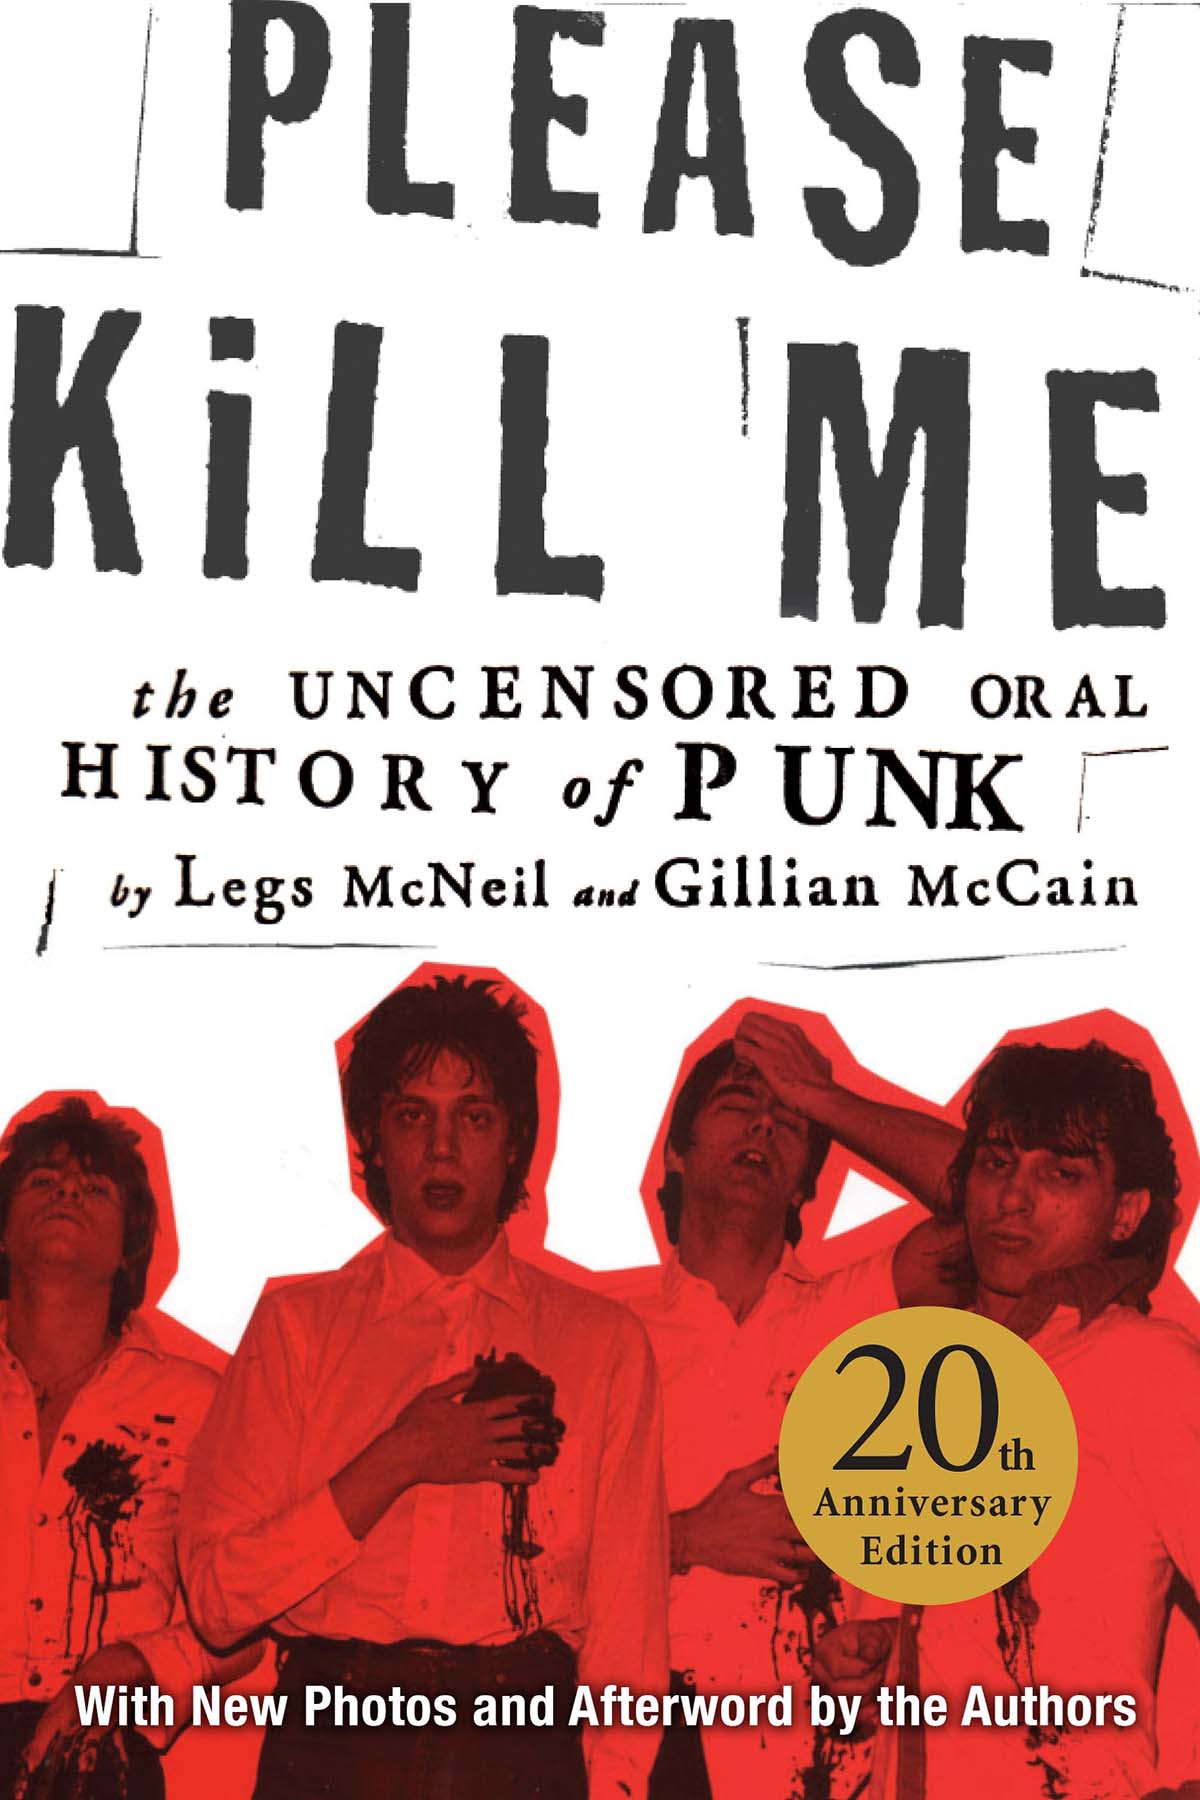 PLEASE
KiLL ME
the UNCENSORED ORAL
HISTORY of PUNK
by Legs McNeil and Gillian McCain
20th
Anniversary
Edition
With New Photos and Afterword by the Authors